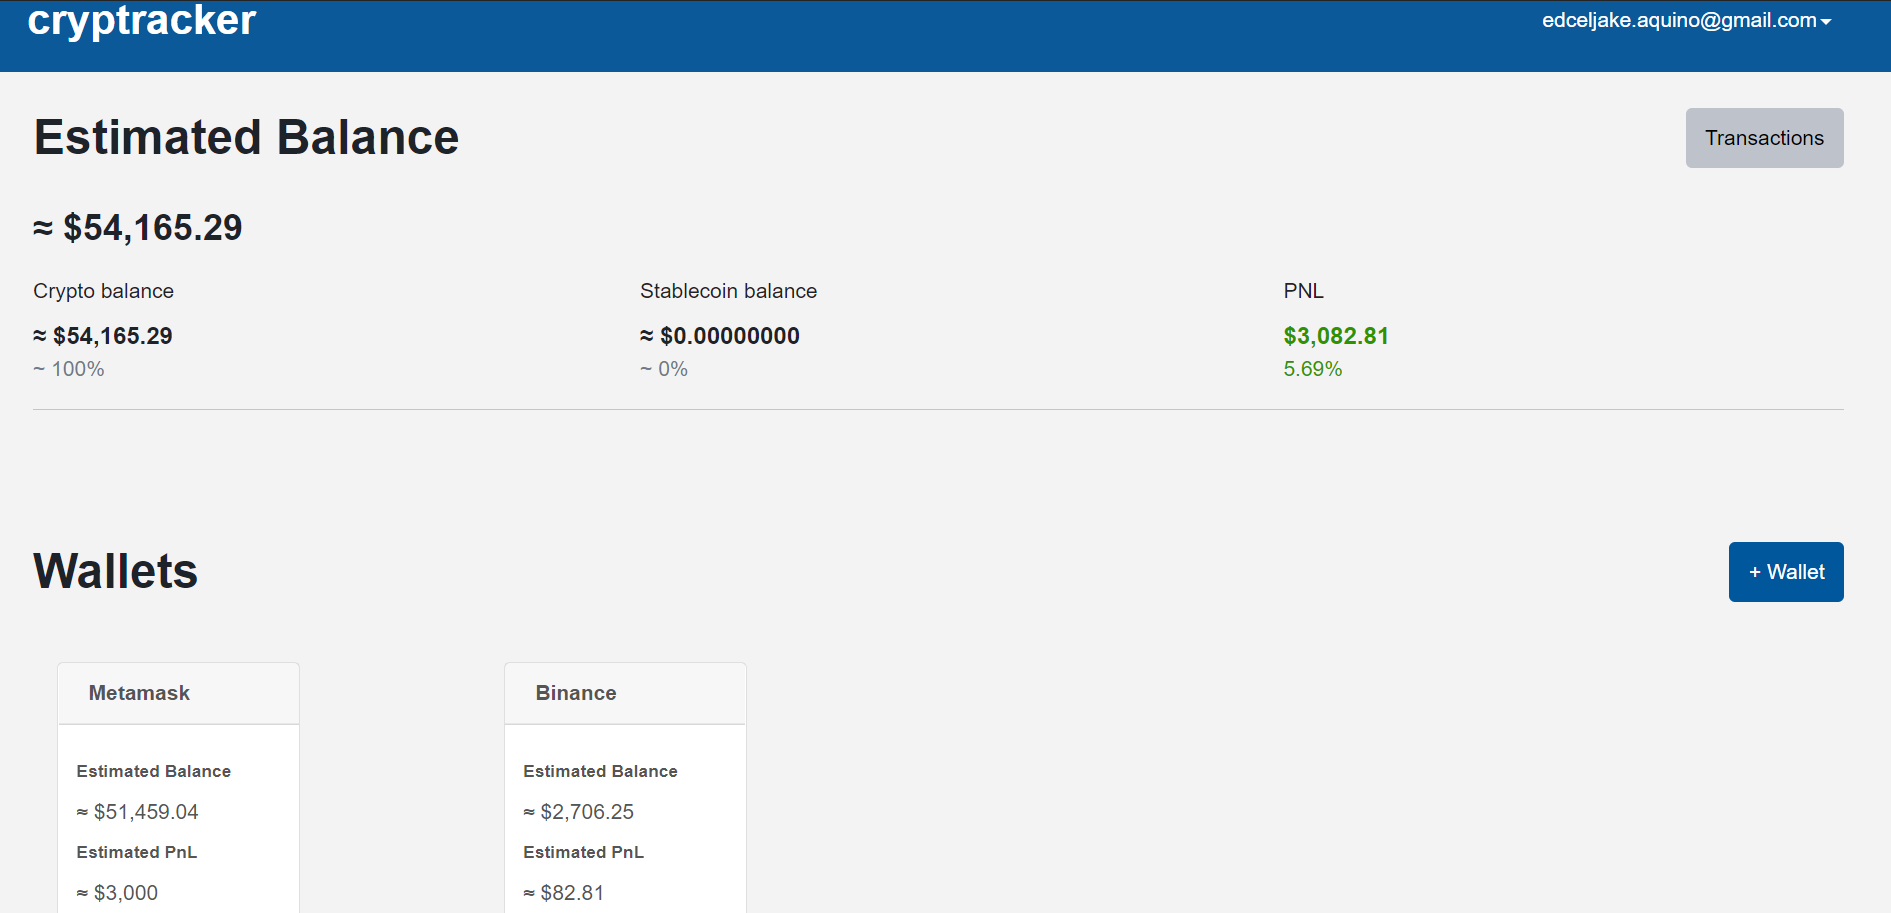 cryptracker
edceljake.aquino@gmail.com
Estimated Balance
Transactions
≈ $54,165.29
Crypto balance
Stablecoin balance
PNL
≈ $54,165.29
≈ $0.00000000
$3,082.81
~ 100%
~ 0%
5.69%
Wallets
+ Wallet
Metamask
Estimated Balance
≈ $51,459.04
Estimated PnL
≈ $3,000
Binance
Estimated Balance
≈ $2,706.25
Estimated PnL
≈ $82.81